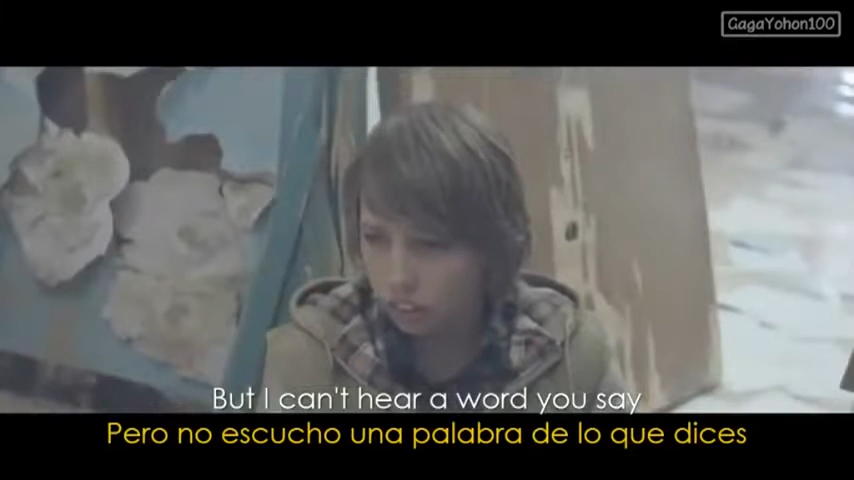 GagaYohon100
But I can't hear a word you say
Pero no escucho una palabra de lo que dices